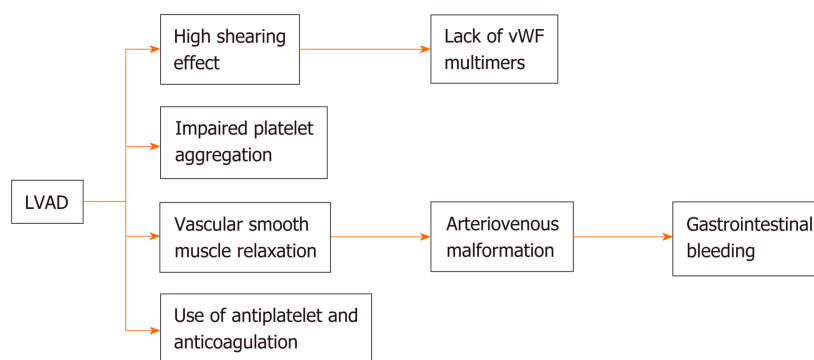 High shearing
effect
Lack of vWF
multimers
Impaired platelet
aggregation
LVAD
Vascular smooth
muscle relaxation
Arteriovenous
malformation
Gastrointestinal
bleeding
Use of antiplatelet and
anticoagulation